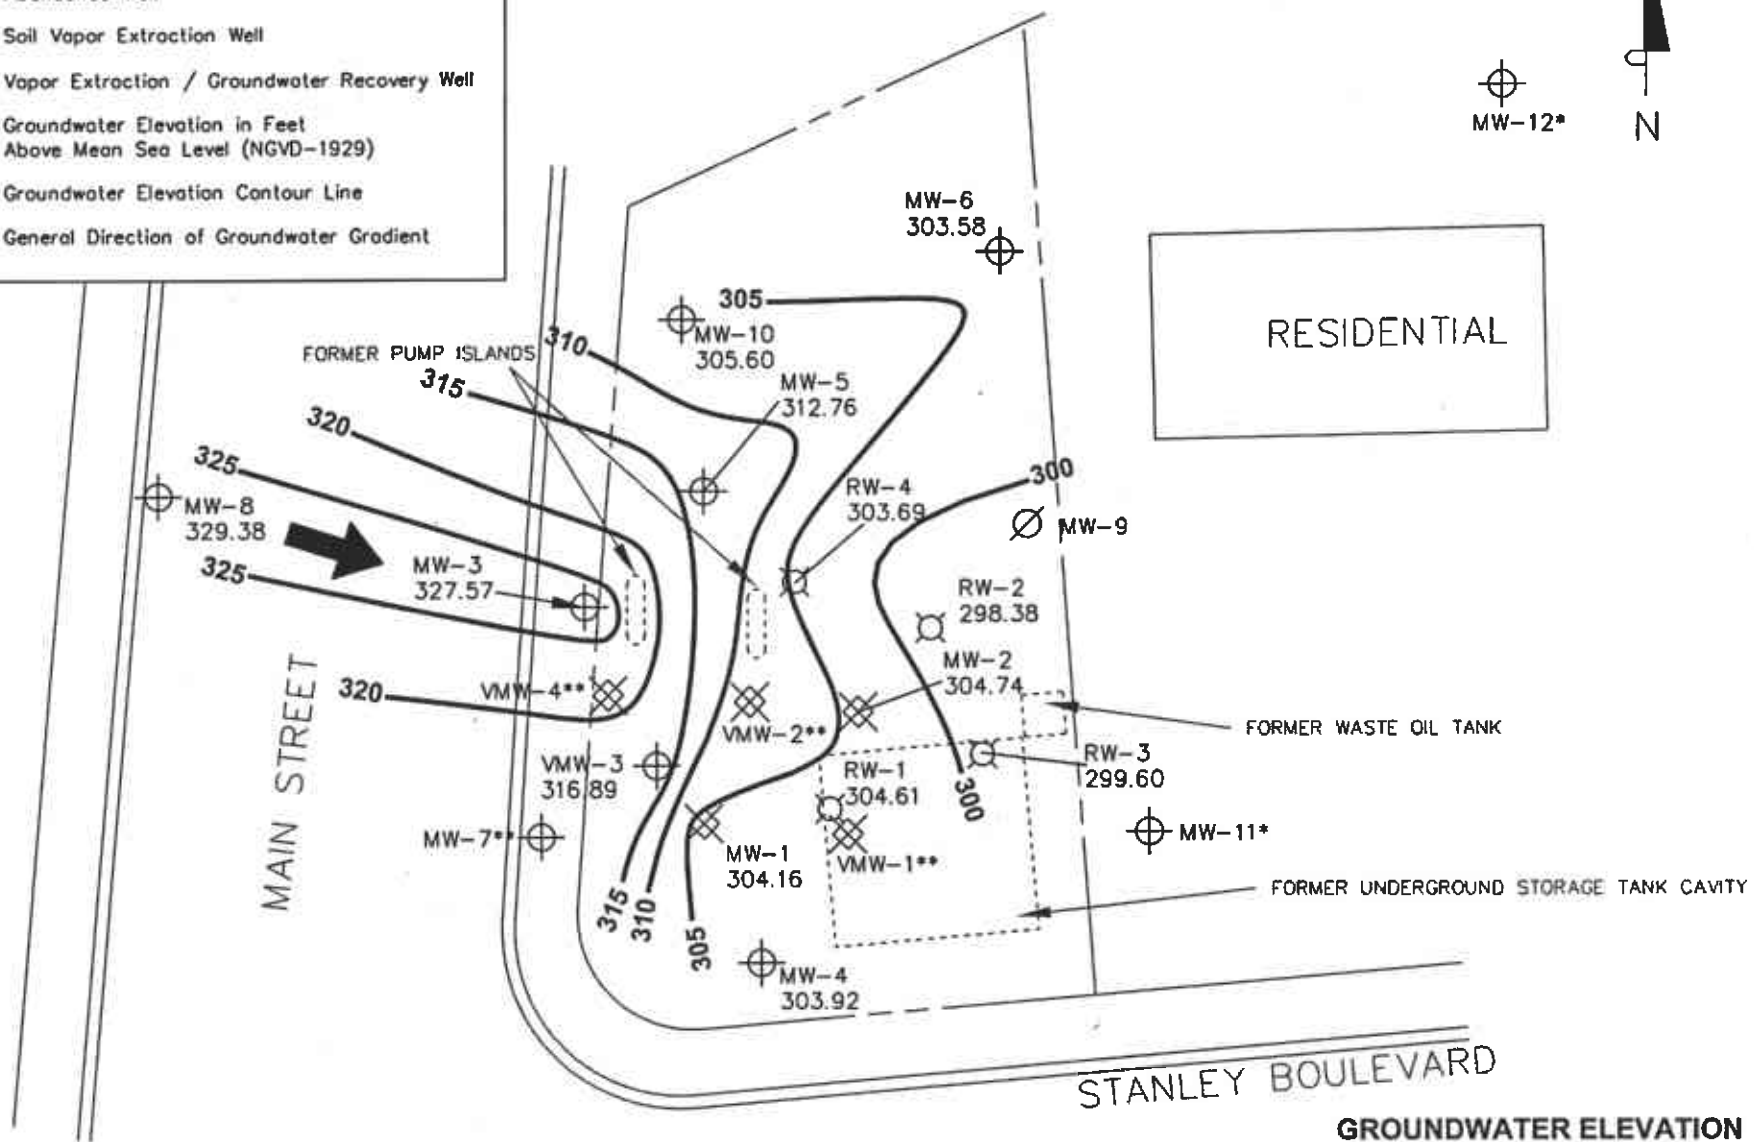 Soil Vapor Extraction Well
Vapor Extraction / Groundwater Recovery Well
Groundwater Elevation in Feet
Above Mean Sea Level (NGVD-1929)
Groundwater Elevation Contour Line
General Direction of Groundwater Gradient
N
MW-12*
MW-6
303.58
RESIDENTIAL
305
MW-10
305.60
310
FORMER PUMP ISLANDS
315
MW-5
312.76
320
325
MW-8
329.38
325
MW-3
327.57
RW-4
303.69
300
MW-9
RW-2
298.38
MW-2
304.74
320
VMW-4**
VMW-2**
FORMER WASTE OIL TANK
VMW-3
316.89
RW-1
304.61
RW-3
299.60
300
MW-7**
MW-1
304.16
VMW-1**
MW-11*
FORMER UNDERGROUND STORAGE TANK CAVITY
315
310
305
MW-4
303.92
MAIN STREET
STANLEY BOULEVARD
GROUNDWATER ELEVATION